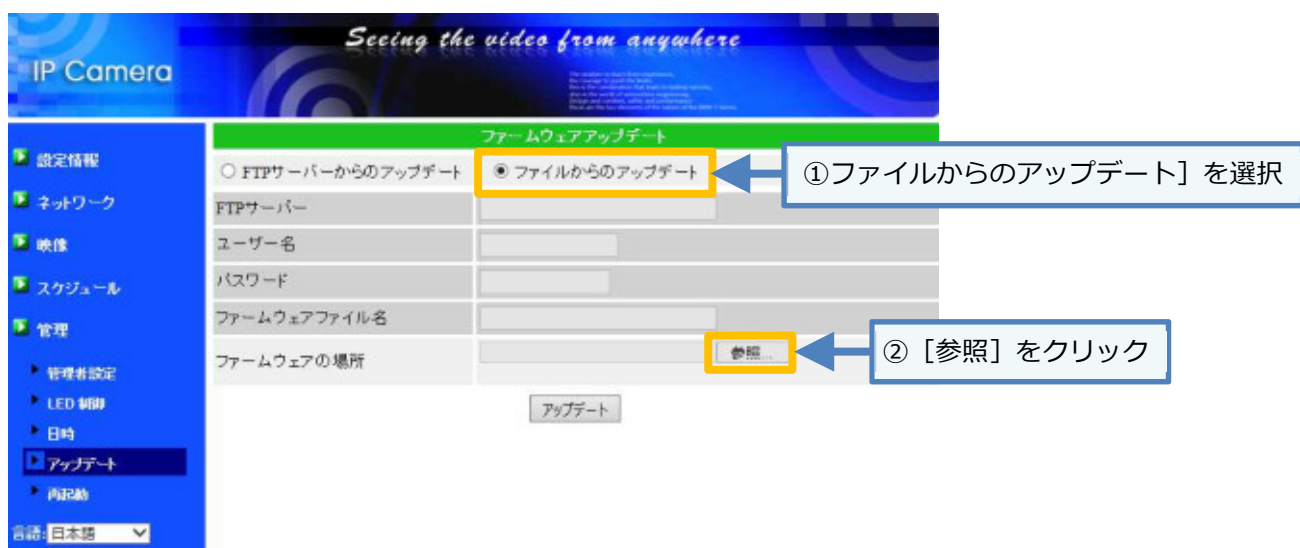 Seeing the video from anywhere
IP Camera
ファームウェアアップデート
設定情報
ネットワーク
映像
スケジュール
管理
管理者設定
LED 制御
日時
アップデート
再起動
言語: 日本語
FTPサーバーからのアップデート
ファイルからのアップデート
FTPサーバー
ユーザー名
パスワード
ファームウェアファイル名
ファームウェアの場所
参照...
アップデート
①ファイルからのアップデート］を選択
②［参照］をクリック